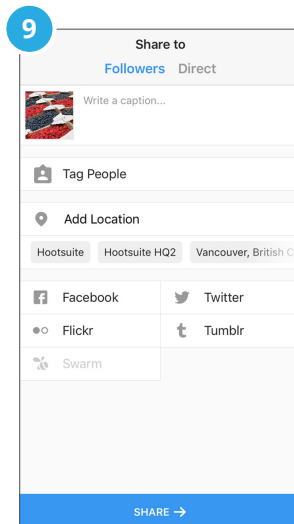 9
Share to
Followers Direct
Write a caption...
Tag People
Add Location
Hootsuite Hootsuite HQ2 Vancouver, British C
Facebook Twitter
Flickr Tumblr
Swarm
SHARE →